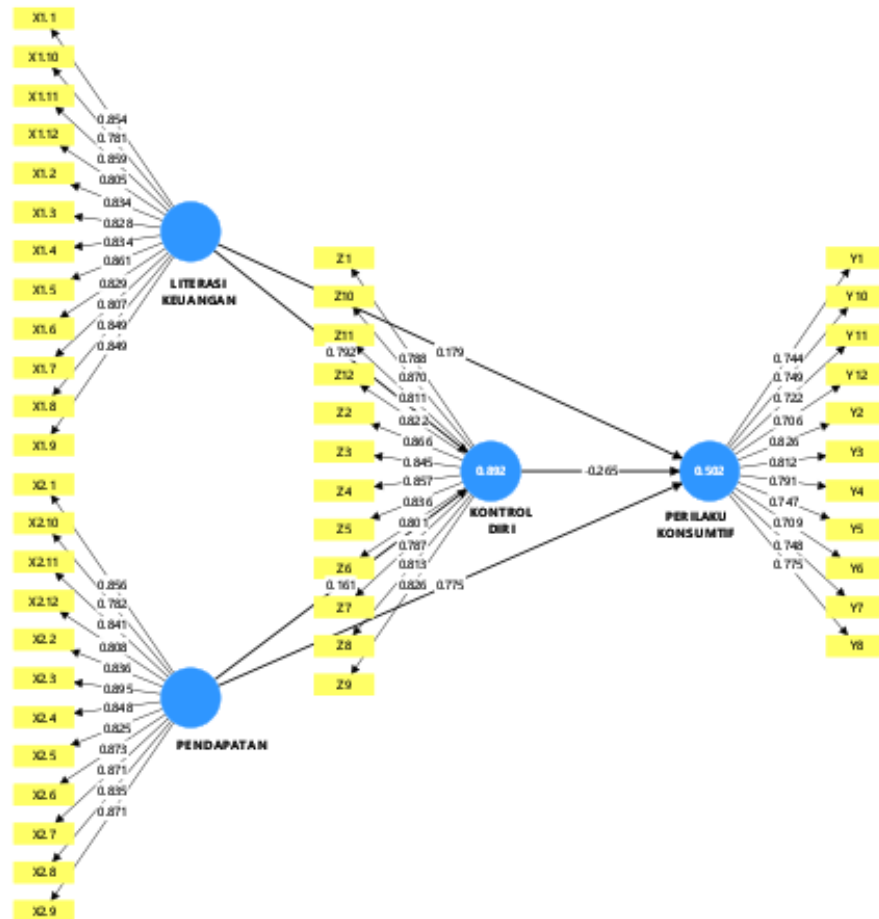 X1.1
X1.10
X1.11
X1.12
X1.2
X1.3
X1.4
X1.5
X1.6
X1.7
X1.8
X1.9
0.854
0.781
0.859
0.805
0.834
0.828
0.834
0.861
0.829
0.807
0.849
0.849
LITERASI
KEUANGAN
X2.1
X2.10
X2.11
X2.12
X2.2
X2.3
X2.4
X2.5
X2.6
X2.7
X2.8
X2.9
0.856
0.782
0.841
0.808
0.836
0.895
0.848
0.825
0.873
0.871
0.835
0.871
PENDAPATAN
Z1
Z10
Z11
Z12
Z2
Z3
Z4
Z5
Z6
Z7
Z8
Z9
0.792
0.161
0.788
0.870
0.811
0.822
0.866
0.845
0.857
0.836
0.801
0.787
0.813
0.826
0.892
KONTROL
DIRI
0.179
-0.265
0.775
0.502
PERILAKU
KONSUMTIF
0.744
0.749
0.722
0.706
0.826
0.812
0.791
0.747
0.709
0.748
0.775
Y1
Y10
Y11
Y12
Y2
Y3
Y4
Y5
Y6
Y7
Y8